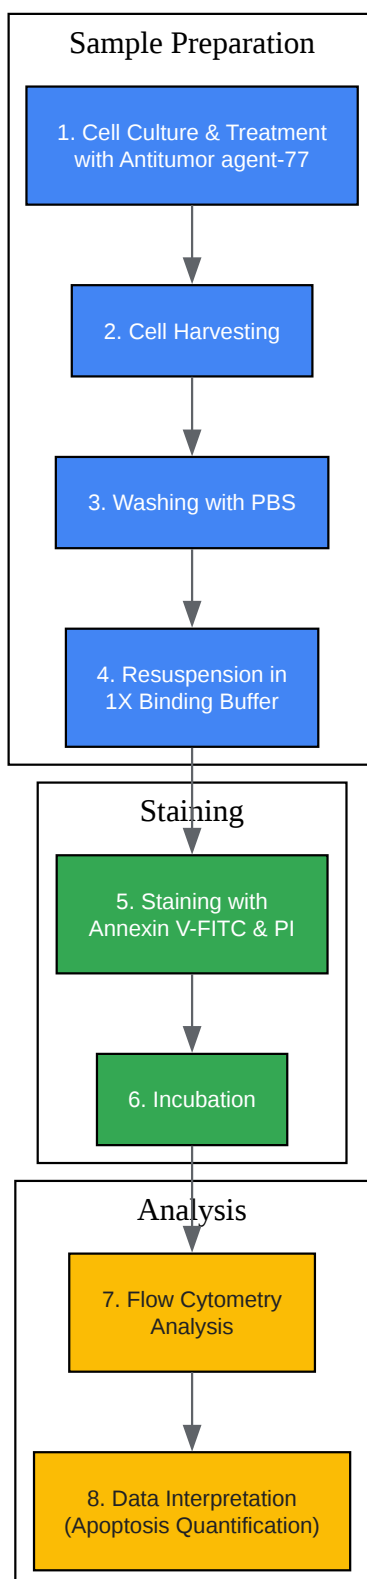 Sample Preparation
1. Cell Culture & Treatment
with Antitumor agent-77
2. Cell Harvesting
3. Washing with PBS
4. Resuspension in
1X Binding Buffer
Staining
5. Staining with
Annexin V-FITC & PI
6. Incubation
Analysis
7. Flow Cytometry
Analysis
8. Data Interpretation
(Apoptosis Quantification)